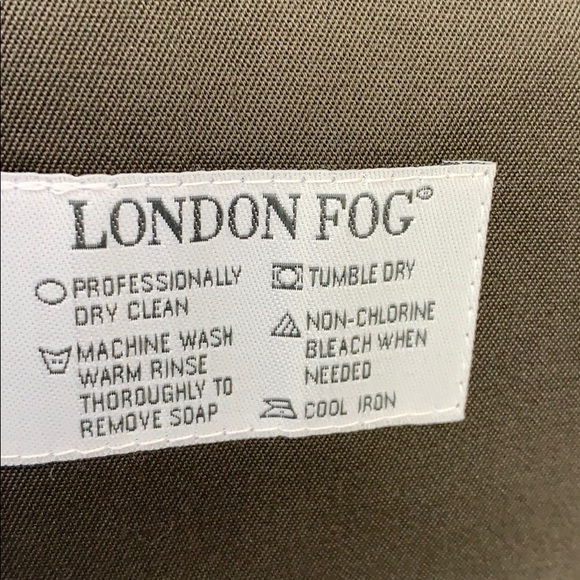 LONDON FOG®
PROFESSIONALLY
DRY CLEAN
MACHINE WASH
WARM RINSE
THOROUGHLY TO
REMOVE SOAP
TUMBLE DRY
NON-CHLORINE
BLEACH WHEN
NEEDED
COOL IRON